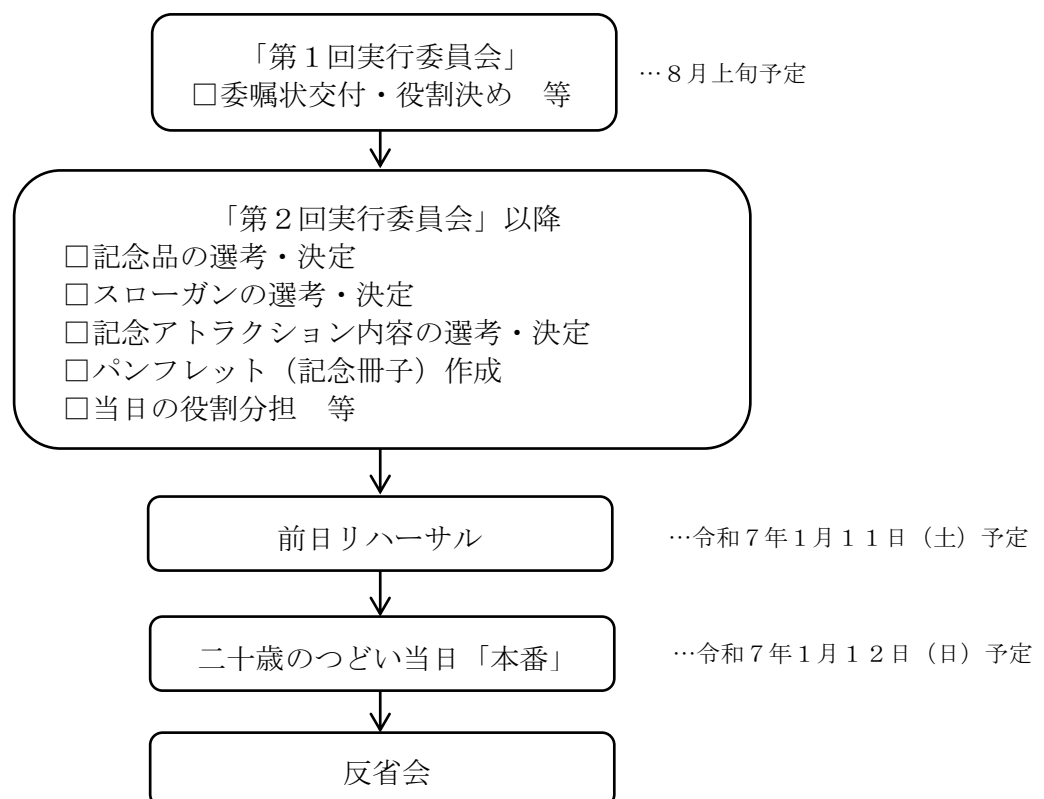 「第１回実行委員会」
□委嘱状交付・役割決め　等
…８月上旬予定
「第２回実行委員会」以降
□記念品の選考・決定
□スローガンの選考・決定
□記念アトラクション内容の選考・決定
□パンフレット（記念冊子）作成
□当日の役割分担　等
前日リハーサル
…令和７年１月１１日（土）予定
二十歳のつどい当日「本番」
…令和７年１月１２日（日）予定
反省会